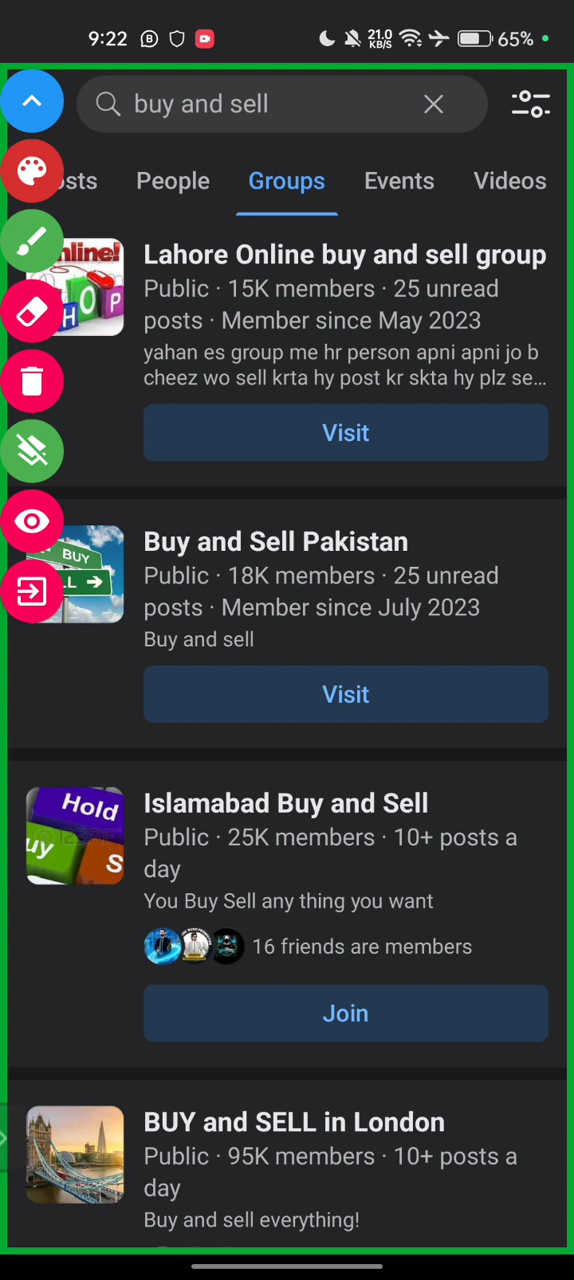 9:22
21.0
KB/S
65%
buy and sell
osts
People
Groups
Events
Videos
nline!
H O P
Lahore Online buy and sell group
Public · 15K members · 25 unread
posts · Member since May 2023
yahan es group me hr person apni apni jo b
cheez wo sell krta hy post kr skta hy plz se...
Visit
BUY
LL
Buy and Sell Pakistan
Public · 18K members · 25 unread
posts · Member since July 2023
Buy and sell
Visit
Hold
uy
S
Islamabad Buy and Sell
Public · 25K members · 10+ posts a
day
You Buy Sell any thing you want
16 friends are members
Join
BUY and SELL in London
Public · 95K members · 10+ posts a
day
Buy and sell everything!